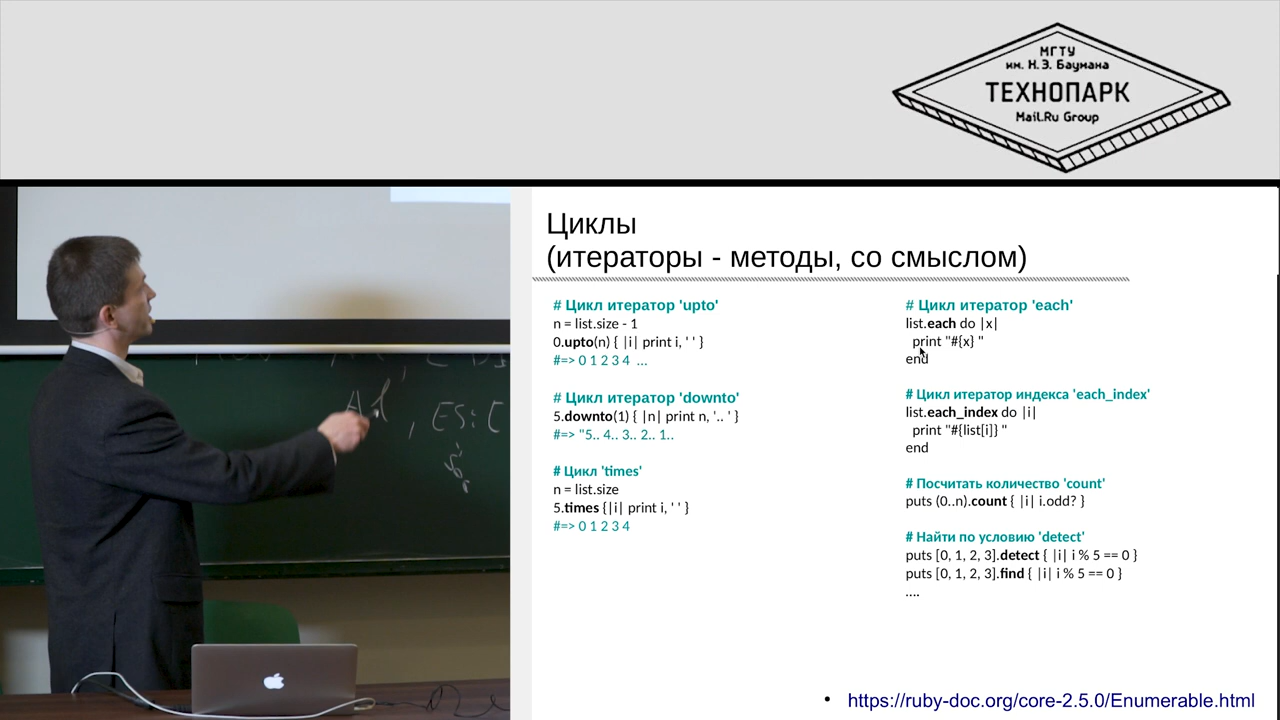 МГТУ
им. Н.Э. Баумана
ТЕХНОПАРК
Mail.Ru Group
Циклы
(итераторы - методы, со смыслом)
# Цикл итератор 'upto'
n = list.size - 1
0.upto(n) { |i| print i, ' ' }
#=> 0 1 2 3 4 ...
# Цикл итератор 'downto'
5.downto(1) { |n| print n, '.. ' }
#=> "5.. 4.. 3.. 2.. 1..
# Цикл 'times'
n = list.size
5.times {|i| print i, ' ' }
#=> 0 1 2 3 4
# Цикл итератор 'each'
list.each do |x|
print "#{x} "
end
# Цикл итератор индекса 'each_index'
list.each_index do |i|
print "#{list[i]} "
end
# Посчитать количество 'count'
puts (0..n).count { |i| i.odd? }
# Найти по условию 'detect'
puts [0, 1, 2, 3].detect { |i| i % 5 == 0 }
puts [0, 1, 2, 3].find { |i| i % 5 == 0 }
....
• https://ruby-doc.org/core-2.5.0/Enumerable.html